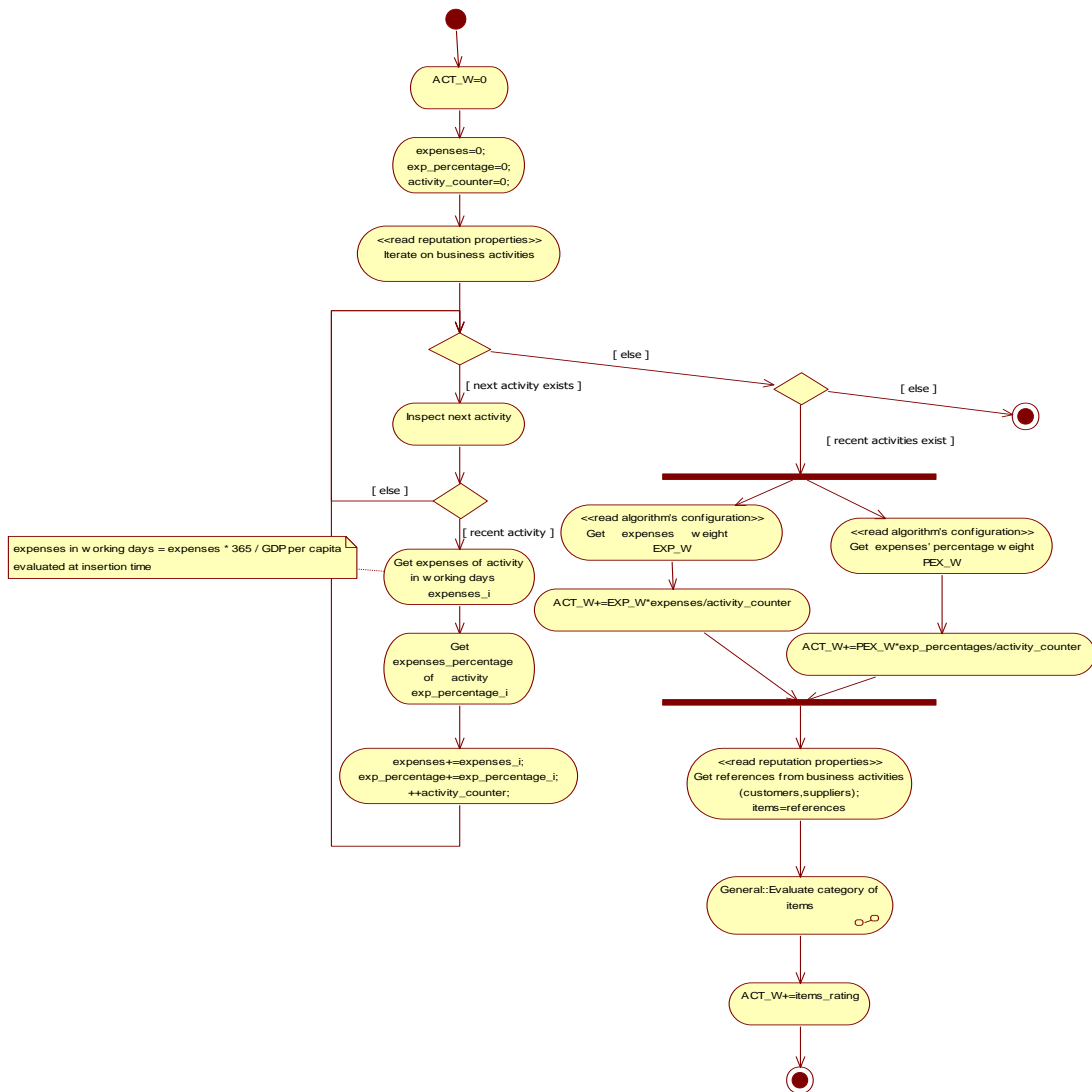 ACT_W=0
expenses=0;
exp_percentage=0;
activity_counter=0;
<<read reputation properties>>
Iterate on business activities
[ else ]
[ next activity exists ]
[ else ]
Inspect next activity
[ recent activities exist ]
[ else ]
[ recent activity ]
expenses in working days = expenses * 365 / GDP per capita
evaluated at insertion time
Get expenses of activity
in working days
expenses_i
<<read algorithm's configuration>>
Get expenses weight
EXP_W
<<read algorithm's configuration>>
Get expenses' percentage weight
PEX_W
ACT_W+=EXP_W*expenses/activity_counter
ACT_W+=PEX_W*exp_percentages/activity_counter
Get
expenses_percentage
of activity
exp_percentage_i
expenses+=expenses_i;
exp_percentage+=exp_percentage_i;
++activity_counter;
<<read reputation properties>>
Get references from business activities
(customers,suppliers);
items=references
General::Evaluate category of
items
ACT_W+=items_rating